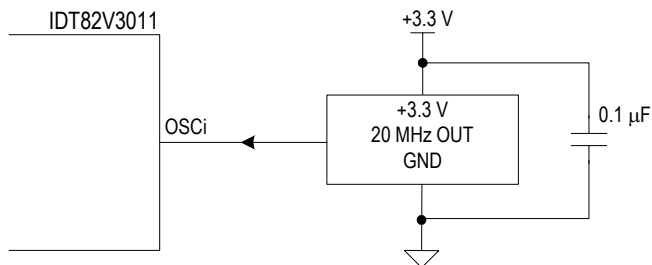 IDT82V3011
+3.3 V
OSCi
+3.3 V
20 MHz OUT
GND
0.1 μF